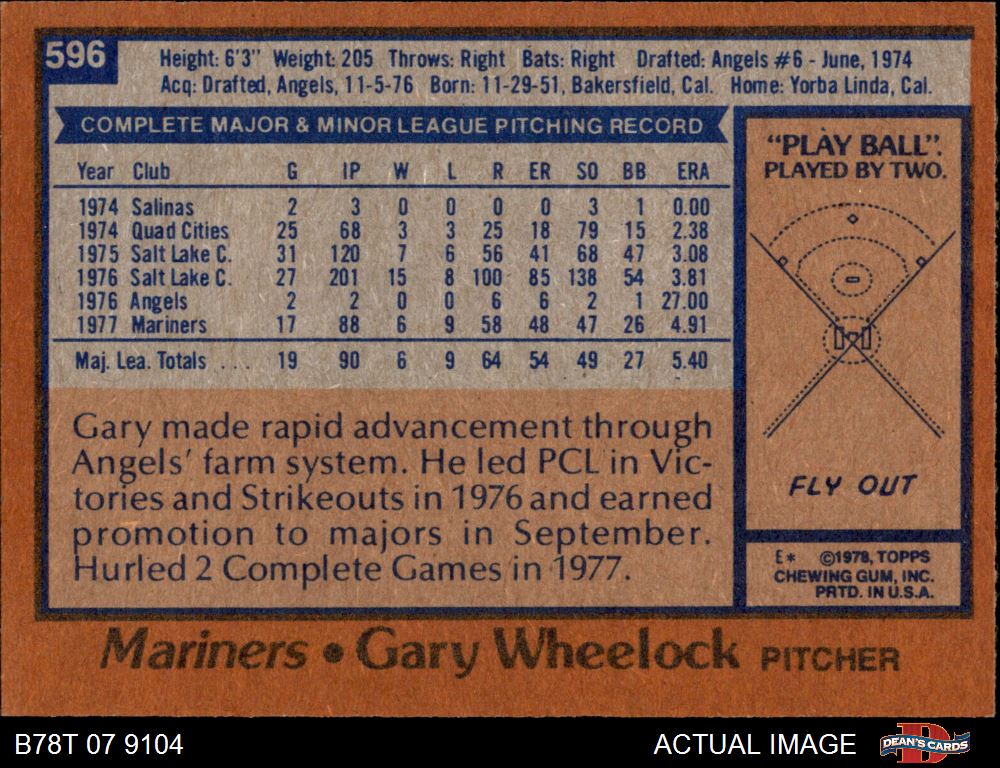 596
Height: 6'3" Weight: 205 Throws: Right Bats: Right Drafted: Angels #6 - June, 1974
Acq: Drafted, Angels, 11-5-76 Born: 11-29-51, Bakersfield, Cal. Home: Yorba Linda, Cal.
COMPLETE MAJOR & MINOR LEAGUE PITCHING RECORD
Year Club G IP W L R ER SO BB ERA
1974 Salinas 2 3 0 0 0 0 3 1 0.00
1974 Quad Cities 25 68 3 3 25 18 79 15 2.38
1975 Salt Lake C. 31 120 7 6 56 41 68 47 3.08
1976 Salt Lake C. 27 201 15 8 100 85 138 54 3.81
1976 Angels 2 2 0 0 6 6 2 1 27.00
1977 Mariners 17 88 6 9 58 48 47 26 4.91
Maj. Lea. Totals . . . 19 90 6 9 64 54 49 27 5.40
Gary made rapid advancement through
Angels' farm system. He led PCL in Vic-
tories and Strikeouts in 1976 and earned
promotion to majors in September.
Hurled 2 Complete Games in 1977.
"PLAY BALL".
PLAYED BY TWO.
FLY OUT
E* ©1978, TOPPS
CHEWING GUM, INC.
PRTD. IN U.S.A.
Mariners • Gary Wheelock PITCHER
B78T 07 9104
ACTUAL IMAGE
DEAN'S CARDS